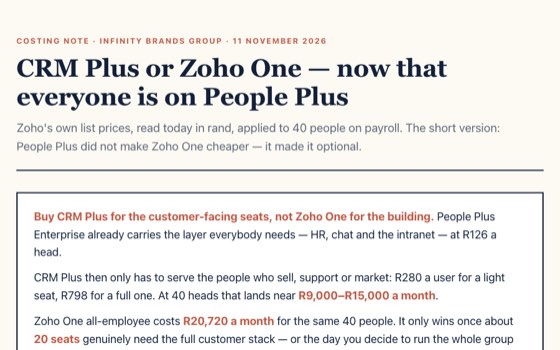 COSTING NOTE · INFINITY BRANDS GROUP · 11 NOVEMBER 2026
CRM Plus or Zoho One — now that
everyone is on People Plus
Zoho's own list prices, read today in rand, applied to 40 people on payroll. The short version:
People Plus did not make Zoho One cheaper — it made it optional.
Buy CRM Plus for the customer-facing seats, not Zoho One for the building. People Plus
Enterprise already carries the layer everybody needs — HR, chat and the intranet — at R126 a
head.
CRM Plus then only has to serve the people who sell, support or market: R280 a user for a light
seat, R798 for a full one. At 40 heads that lands near R9,000–R15,000 a month.
Zoho One all-employee costs R20,720 a month for the same 40 people. It only wins once about
20 seats genuinely need the full customer stack — or the day you decide to run the whole group